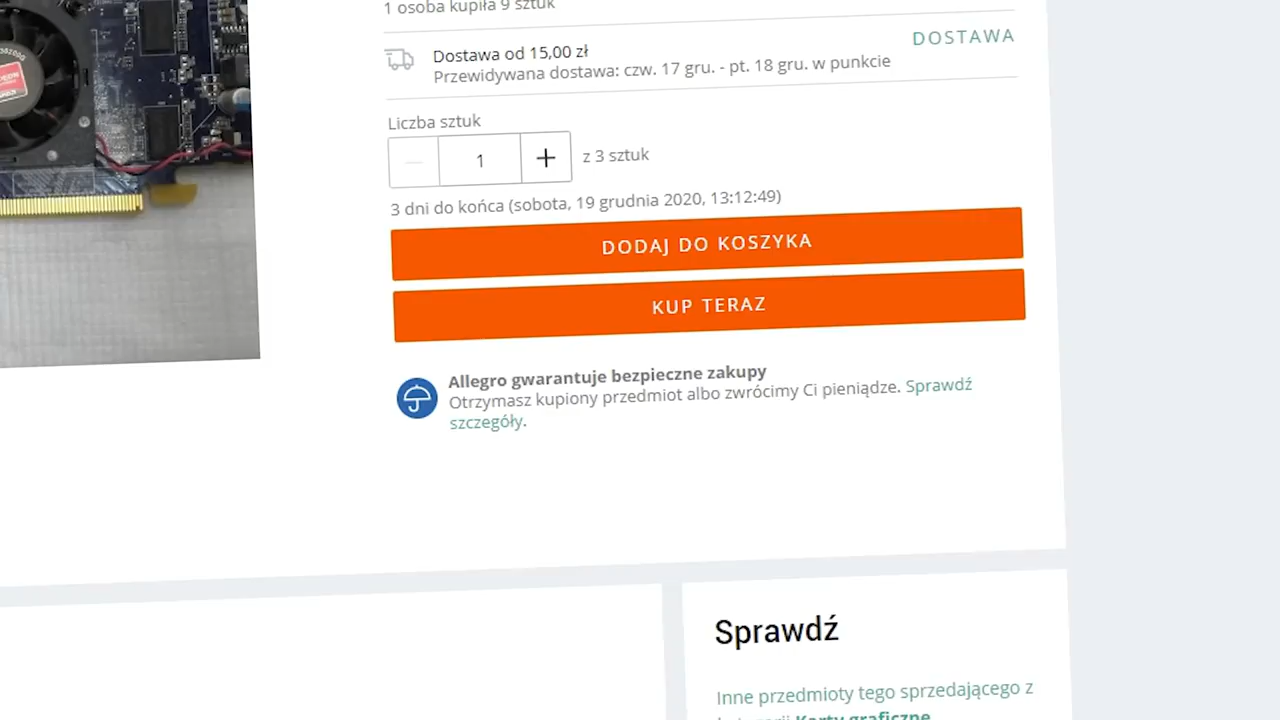 1 osoba kupiła 9 sztuk
Dostawa od 15,00 zł
DOSTAWA
Przewidywana dostawa: czw. 17 gru. - pt. 18 gru. w punkcie
Liczba sztuk
1
z 3 sztuk
3 dni do końca (sobota, 19 grudnia 2020, 13:12:49)
DODAJ DO KOSZYKA
KUP TERAZ
Allegro gwarantuje bezpieczne zakupy
Otrzymasz kupiony przedmiot albo zwrócimy Ci pieniądze. Sprawdź
szczegóły.
Sprawdź
Inne przedmioty tego sprzedającego z
kategorii Karty graficzne